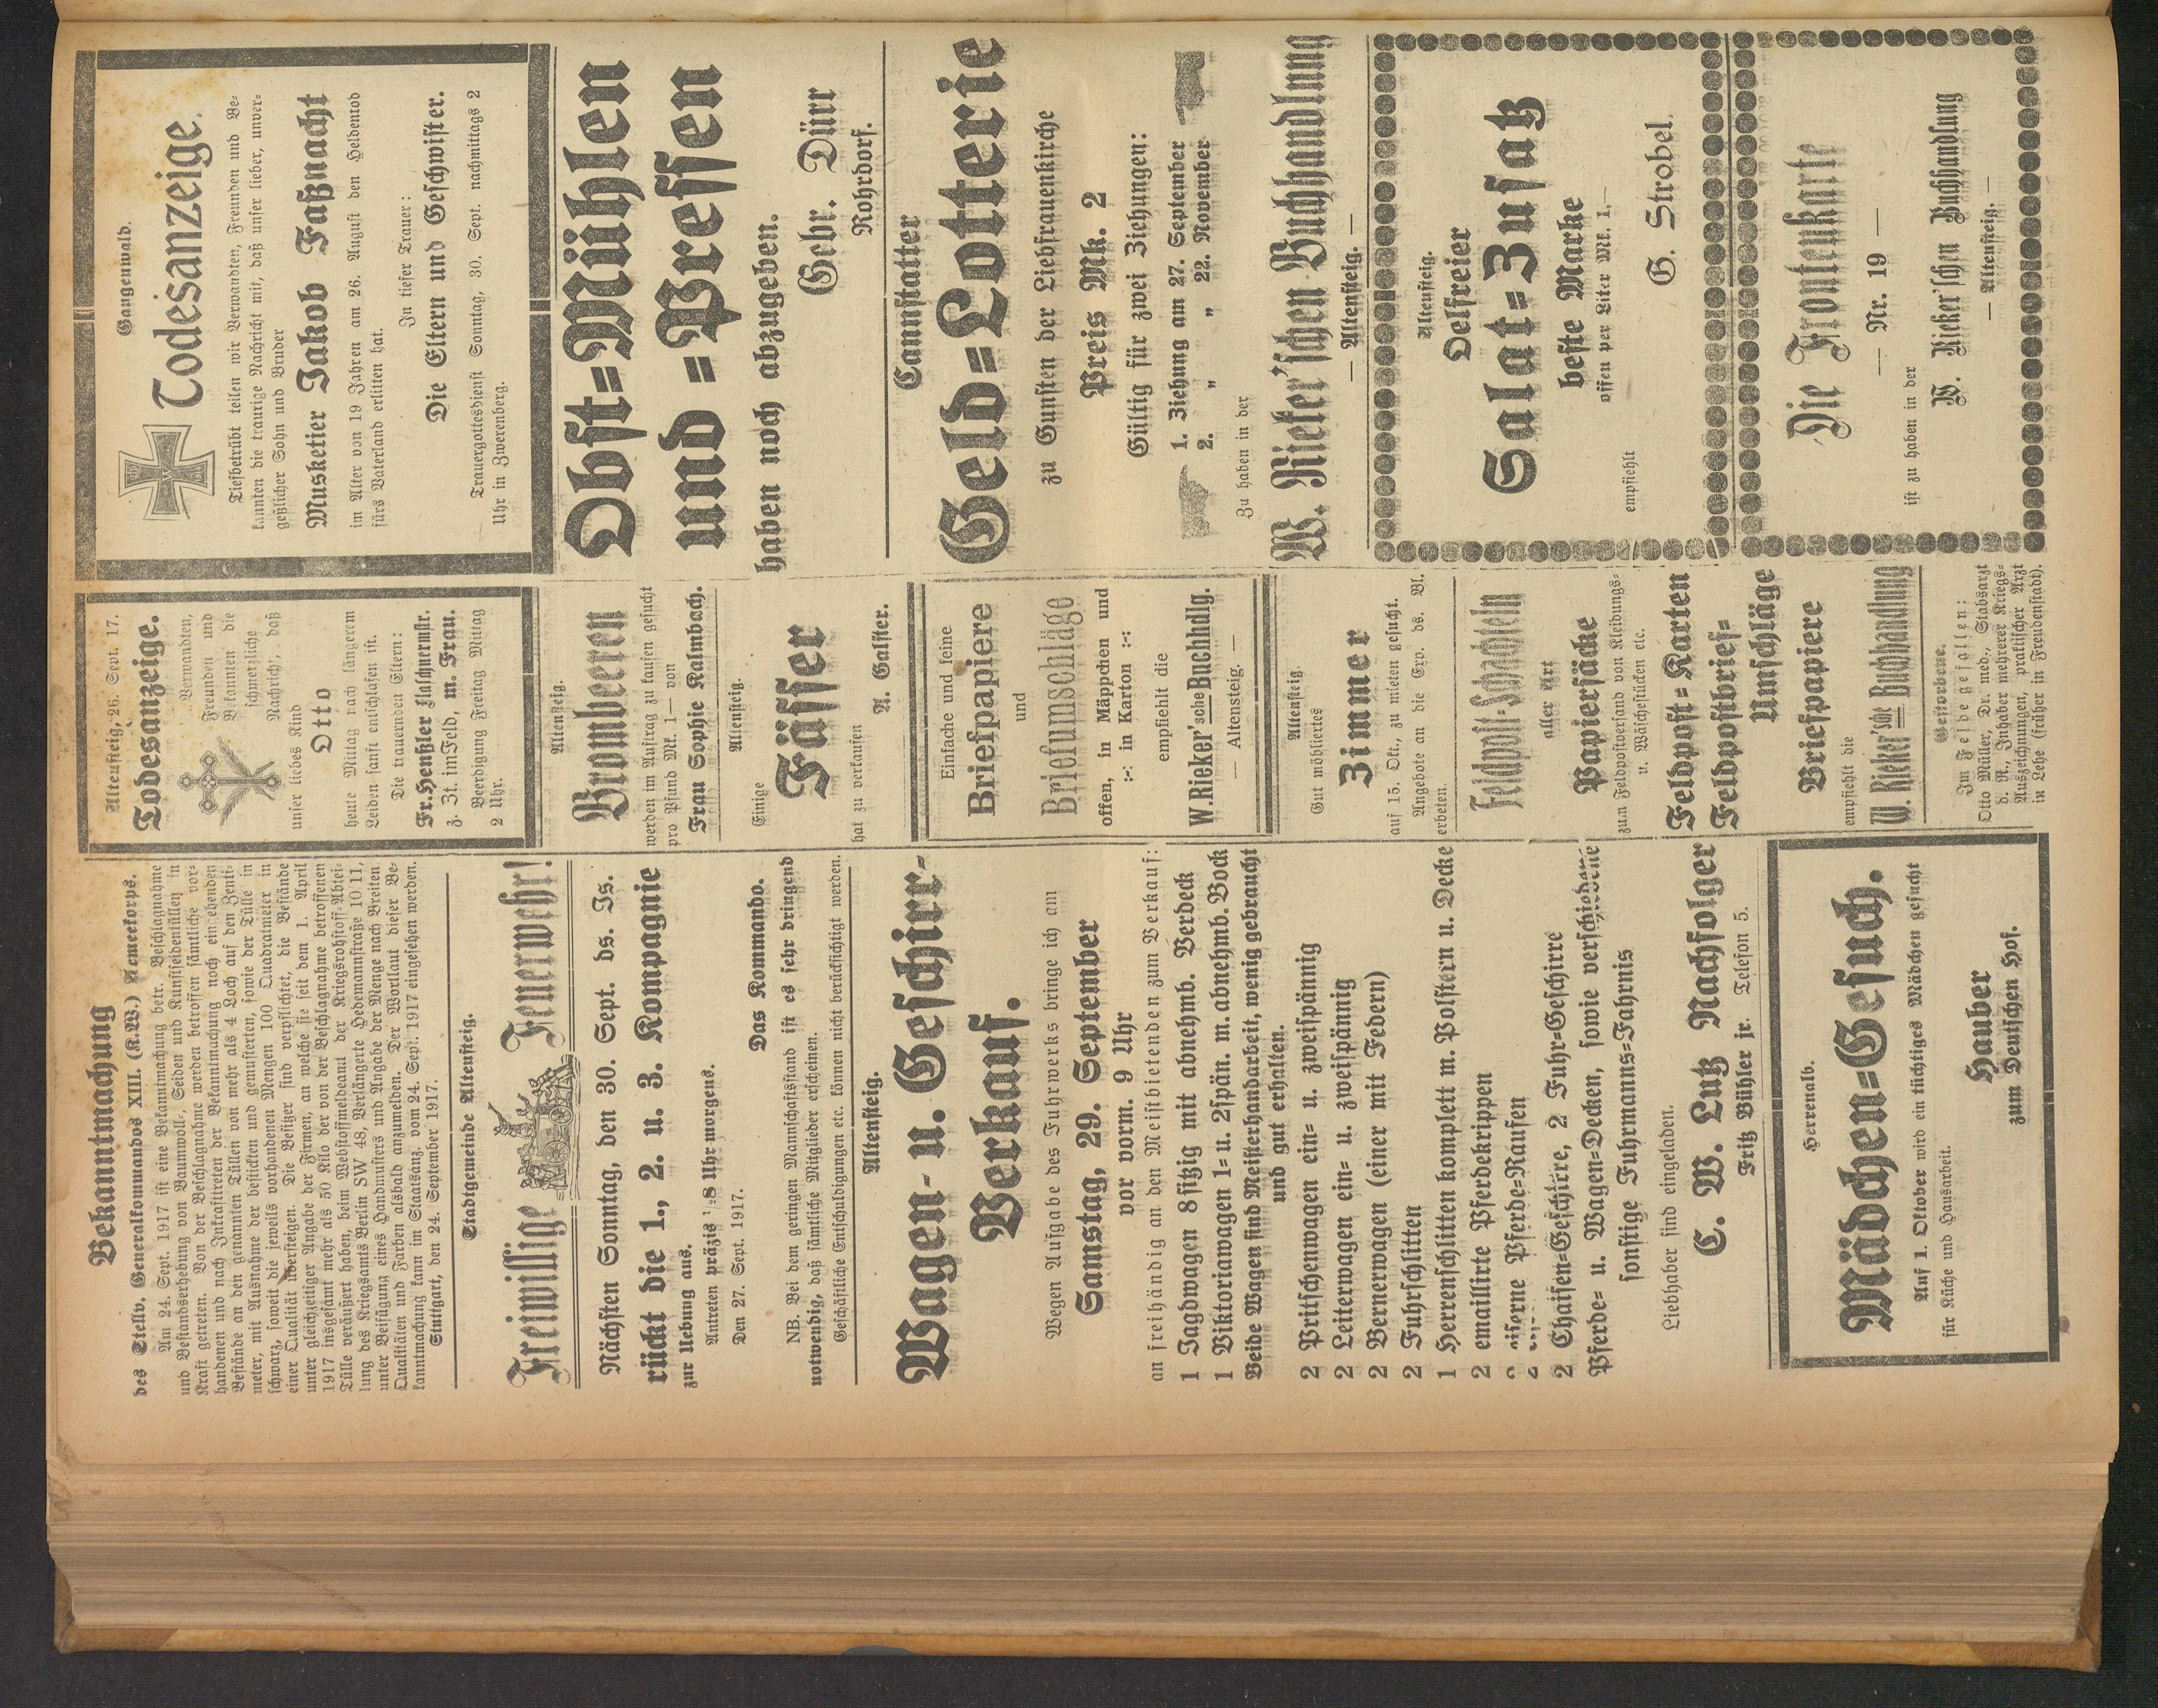 Bekanntmachung
des Stellv. Generalkommandos XIII. (K.W.) Armeekorps.
Am 24. Sept. 1917 ist eine Bekanntmachung betr. Beschlagnahme
und Bestandserhebung von Baumwoll-, Seiden und Kunstseidentüllen in
Kraft getreten. Von der Beschlagnahme werden betroffen sämtliche vor-
handenen und nach Inkrafttreten der Bekanntmachung noch eingehenden
Bestände an den genannten Tüllen von mehr als 4 Loch auf den Zenti-
meter, mit Ausnahme der bestickten und gemusterten, sowie der Tülle in
schwarz, soweit die jeweils vorhandenen Mengen 100 Quadratmeter in
einer Qualität übersteigen. Die Besitzer sind verpflichtet, die Bestände
unter gleichzeitiger Angabe der Firmen, an welche sie seit dem 1. April
1917 insgesamt mehr als 50 Kilo der von der Beschlagnahme betroffenen
Tülle veräußert haben, beim Webstoffmeldeamt der Kriegsrohstoff-Abtei-
lung des Kriegsamts Berlin SW 48, Verlängerte Hedemannstraße 10 11,
unter Beifügung eines Handmusters und Angabe der Menge nach Breiten,
Qualitäten und Farben alsbald anzumelden. Der Wortlaut dieser Be-
kanntmachung kann im Staatsanz. vom 24. Sept. 1917 eingesehen werden.
Stuttgart, den 24. September 1917.
Stadtgemeinde Altensteig.
Freiwillige Feuerwehr!
Nächsten Sonntag, den 30. Sept. ds. Js.
rückt die 1., 2. u. 3. Kompagnie
zur Uebung aus.
Antreten präzis ½8 Uhr morgens.
Den 27. Sept. 1917.
Das Kommando.
NB. Bei dem geringen Mannschaftsstand ist es sehr dringend
notwendig, daß sämtliche Mitglieder erscheinen.
Geschäftliche Entschuldigungen etc. können nicht berücksichtigt werden.
Altensteig.
Wagen- u. Geschirr-
Verkauf.
Wegen Aufgabe des Fuhrwerks bringe ich am
Samstag, 29. September
vor vorm. 9 Uhr
an freihändig an den Meistbietenden zum Verkauf:
1 Jagdwagen 8sitzig mit abnehmb. Verdeck
1 Viktoriawagen 1= u. 2spän. m. abnehmb. Bock
Beide Wagen sind Meisterhandarbeit, wenig gebraucht
und gut erhalten.
2 Pritschenwagen ein= u. zweispännig
2 Leiterwagen ein= u. zweispännig
2 Bernerwagen (einer mit Federn)
2 Fuhrschlitten
1 Herrenschlitten komplett m. Polstern u. Decke
2 emaillirte Pferdekrippen
2 eiserne Pferde=Raufen
2 Chaisen=Geschirre, 2 Fuhr=Geschirre
Pferde= u. Wagen=Decken, sowie verschiedene
sonstige Fuhrmanns=Fahrnis
Liebhaber sind eingeladen.
C. W. Lutz Nachfolger
Fritz Bühler jr. Telefon 5.
Herrenalb.
Mädchen=Gesuch.
Auf 1. Oktober wird ein tüchtiges Mädchen gesucht
für Küche und Hausarbeit.
Hauber
zum Deutschen Hof.
Altensteig, 26. Sept. 17.
Todesanzeige.
Verwandten,
Freunden und
Bekannten die
schmerzliche
Nachricht, daß
unser liebes Kind
Otto
heute Mittag nach längerem
Leiden sanft entschlafen ist.
Die trauernden Eltern:
Fr. Henßler Flaschnermstr.
z. Zt. im Feld, m. Frau.
Beerdigung Freitag Mittag
2 Uhr.
Altensteig.
Brombeeren
werden im Auftrag zu kaufen gesucht
pro Pfund Mk. 1— von
Frau Sophie Kalmbach.
Altensteig.
Einige
Fässer
hat zu verkaufen
A. Galster.
Einfache und feine
Briefpapiere
und
Briefumschläge
offen, in Mäppchen und
:-: in Karton :-:
empfiehlt die
W. Rieker'sche Buchhdlg.
— Altensteig. —
Altensteig
Gut möbliertes
Zimmer
auf 15. Okt., zu mieten gesucht.
Angebote an die Exp. ds. Bl.
erbeten.
Feldpost-Schachteln
aller Art
Papiersäcke
zum Feldpostversand von Kleidungs-
u. Wäschestücken etc.
Feldpost=Karten
Feldpostbrief=
Umschläge
Briefpapiere
empfiehlt die
W. Rieker'sche Buchhandlung
Gestorbene.
Im Felde gefallen:
Otto Müller, Dr. med., Stabsarzt
d. R., Inhaber mehrerer Kriegs-
Auszeichnungen, praktischer Arzt
in Lehe (früher in Freudenstadt).
Gaugenwald.
Todesanzeige.
Tiefbetrübt teilen wir Verwandten, Freunden und Be-
kannten die traurige Nachricht mit, daß unser lieber, unver-
geßlicher Sohn und Bruder
Musketier Jakob Faßnacht
im Alter von 19 Jahren am 26. August den Heldentod
fürs Vaterland erlitten hat.
In tiefer Trauer:
Die Eltern und Geschwister.
Trauergottesdienst Sonntag, 30. Sept. nachmittags 2
Uhr in Zwerenberg.
Obst=Mühlen
und =Pressen
haben noch abzugeben.
Gebr. Dürr
Rohrdorf.
Cannstatter
Geld=Lotterie
zu Gunsten der Liebfrauenkirche
Preis Mk. 2
Gültig für zwei Ziehungen:
1. Ziehung am 27. September
2. „ „ 22. November
Zu haben in der
W. Rieker'schen Buchhandlung
— Altensteig. —
Altensteig.
Oelfreier
Salat=Zusatz
beste Marke
offen per Liter Mk. 1.—
empfiehlt
G. Strobel.
Die Frontenkarte
— Nr. 19 —
ist zu haben in der
W. Rieker'schen Buchhandlung
— Altensteig. —